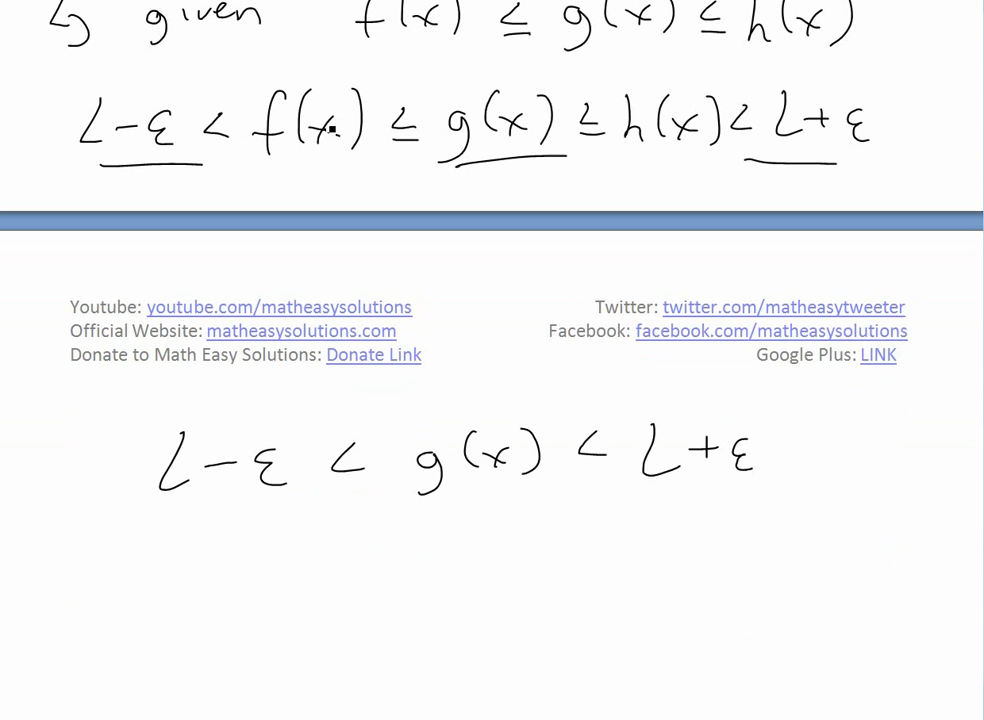 ↳ given f(x) ≤ g(x) ≤ h(x)
L-ε < f(x) ≤ g(x) ≤ h(x) < L+ε
Youtube: youtube.com/matheasysolutions Twitter: twitter.com/matheasytweeter
Official Website: matheasysolutions.com Facebook: facebook.com/matheasysolutions
Donate to Math Easy Solutions: Donate Link Google Plus: LINK
L-ε < g(x) < L+ε